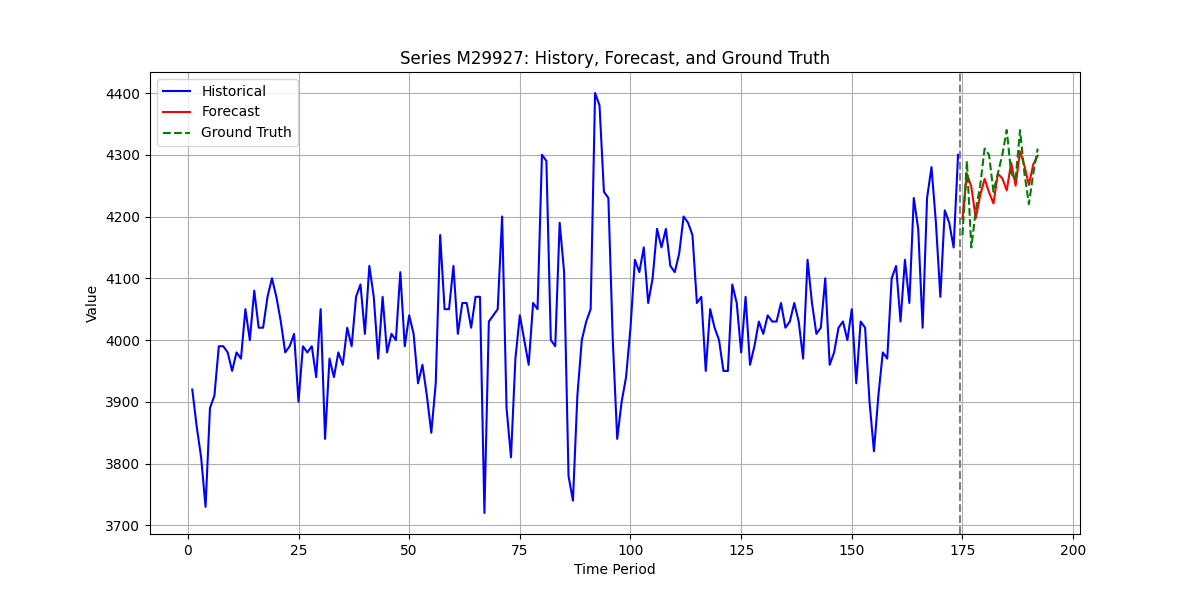 Series M29927: History, Forecast, and Ground Truth
Historical
Forecast
Ground Truth
Value
4400
4300
4200
4100
4000
3900
3800
3700
0 25 50 75 100 125 150 175 200
Time Period